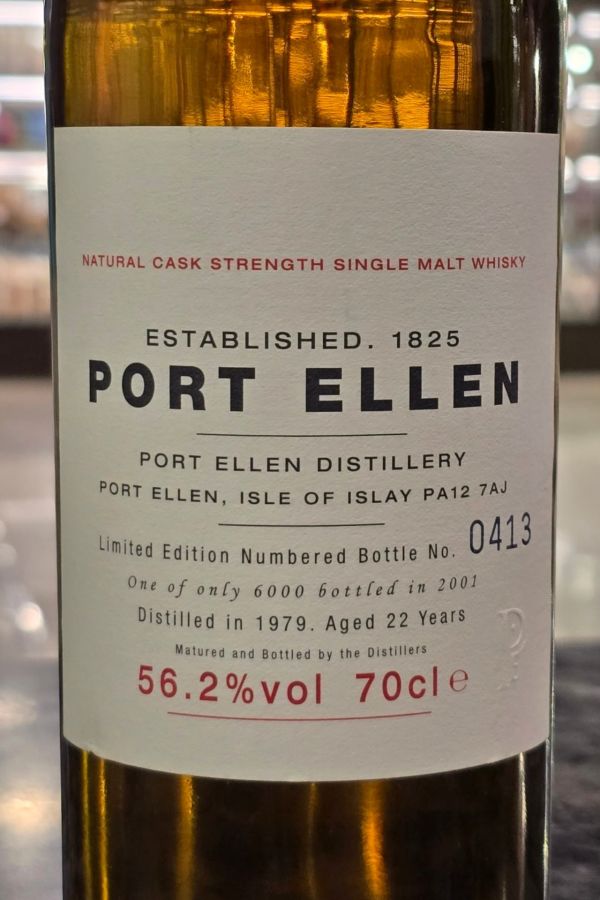 NATURAL CASK STRENGTH SINGLE MALT WHISKY
ESTABLISHED. 1825
PORT ELLEN
PORT ELLEN DISTILLERY
PORT ELLEN, ISLE OF ISLAY PA12 7AJ
Limited Edition Numbered Bottle No. 0413
One of only 6000 bottled in 2001
Distilled in 1979. Aged 22 Years
Matured and Bottled by the Distillers
56.2%vol 70cl e